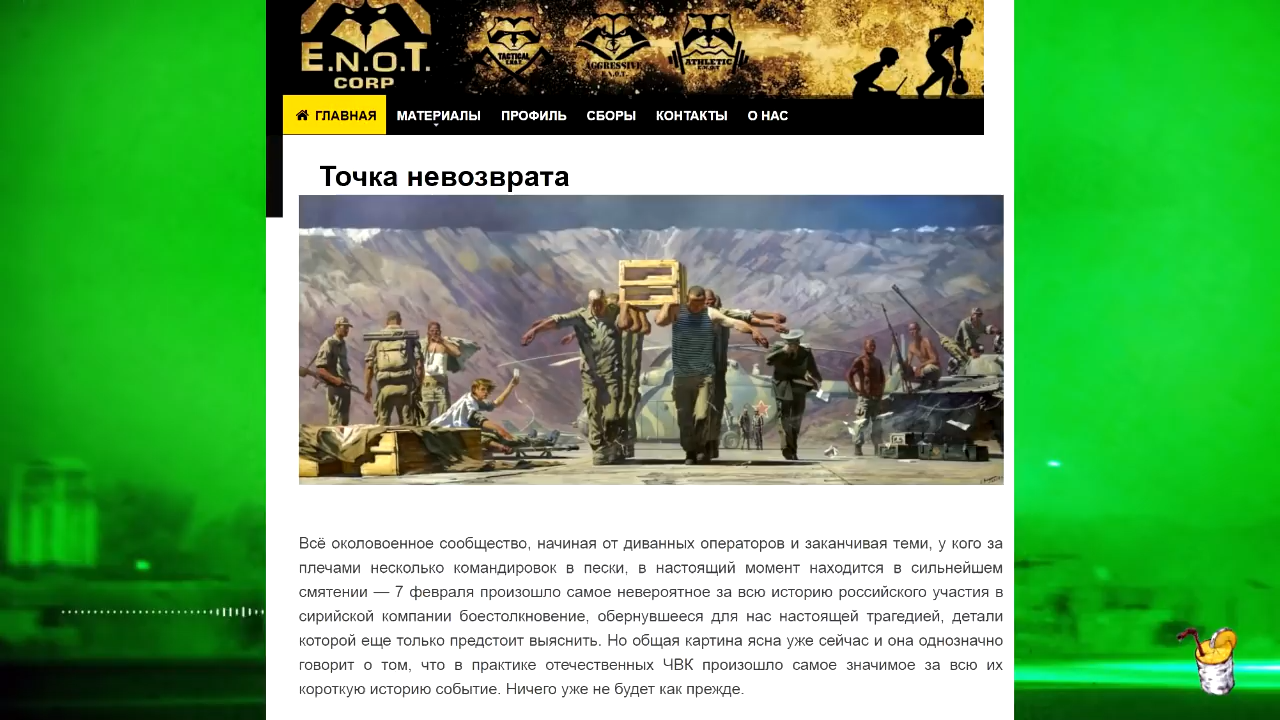 E.N.O.T.
CORP
TACTICAL
E.N.O.T.
AGGRESSIVE
E.N.O.T.
ATHLETIC
E.N.O.T
ГЛАВНАЯ МАТЕРИАЛЫ ПРОФИЛЬ СБОРЫ КОНТАКТЫ О НАС
Точка невозврата
Всё околовоенное сообщество, начиная от диванных операторов и заканчивая теми, у кого за
плечами несколько командировок в пески, в настоящий момент находится в сильнейшем
смятении — 7 февраля произошло самое невероятное за всю историю российского участия в
сирийской компании боестолкновение, обернувшееся для нас настоящей трагедией, детали
которой еще только предстоит выяснить. Но общая картина ясна уже сейчас и она однозначно
говорит о том, что в практике отечественных ЧВК произошло самое значимое за всю их
короткую историю событие. Ничего уже не будет как прежде.